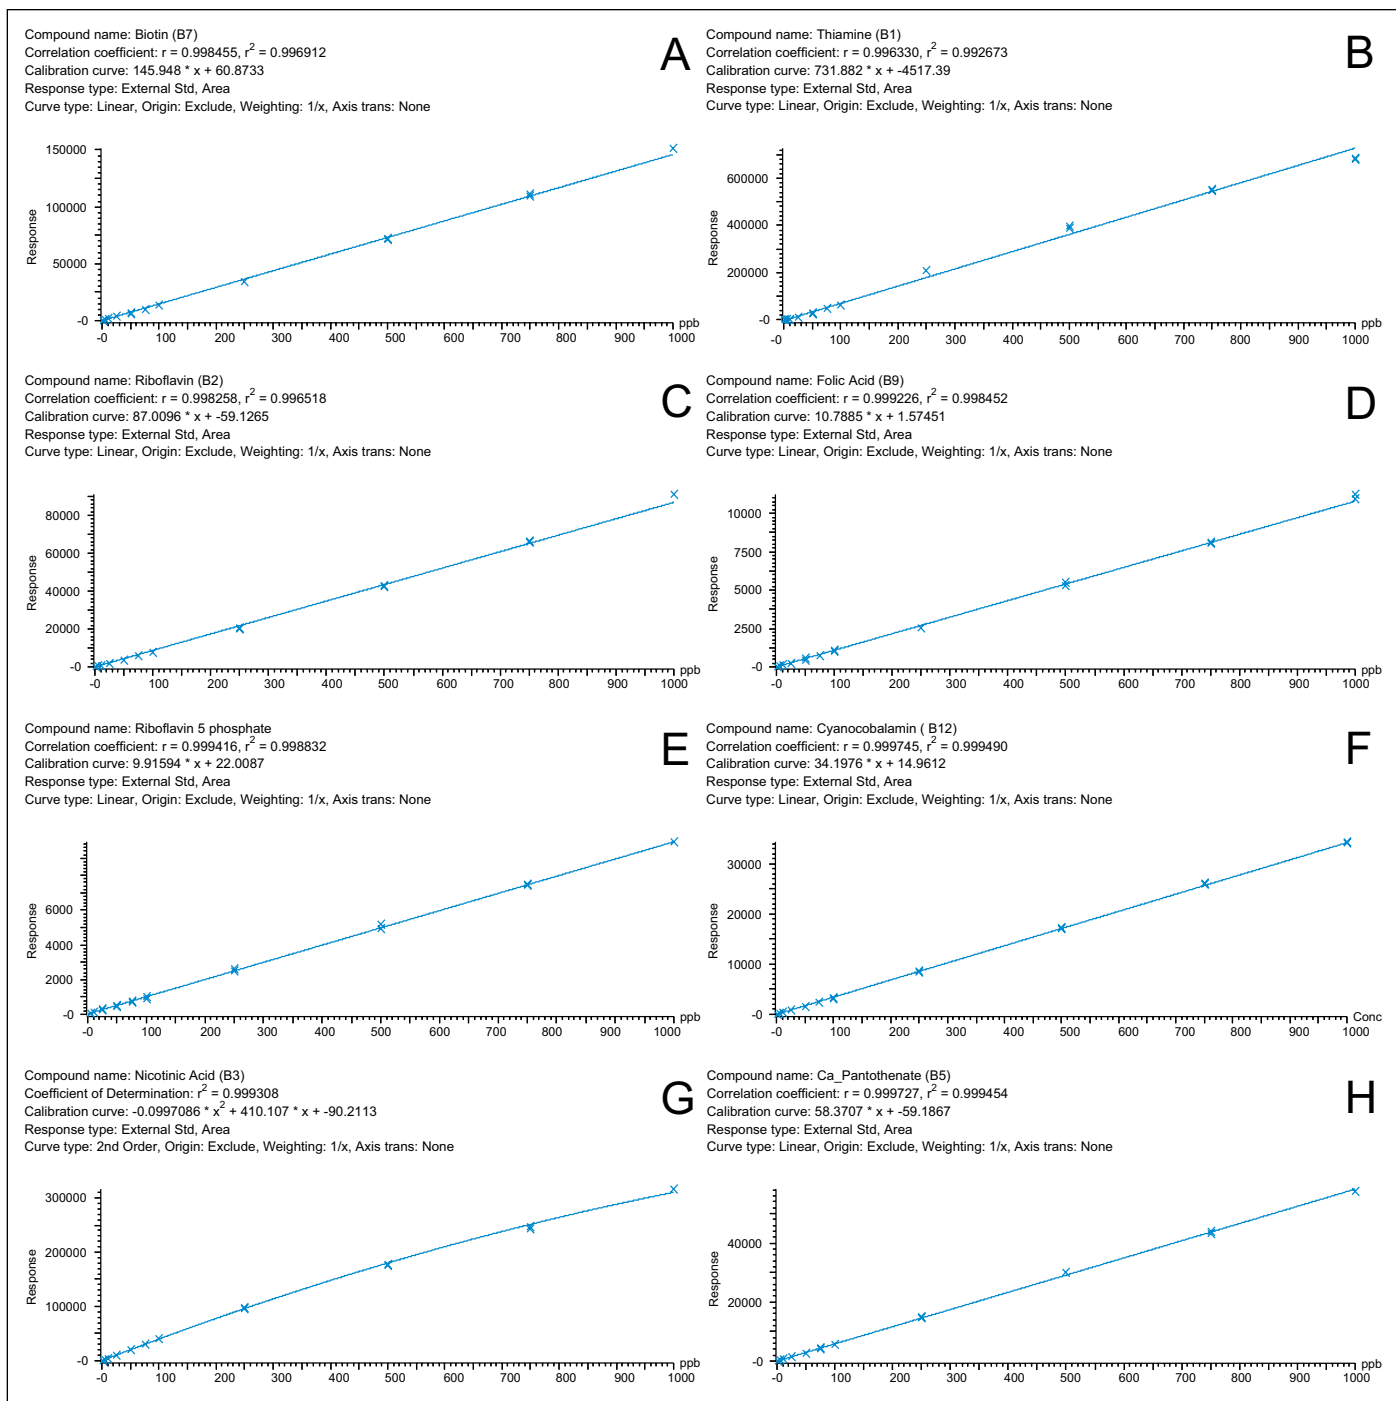 Compound name: Biotin (B7)
Correlation coefficient: r = 0.998455, r² = 0.996912
Calibration curve: 145.948 * x + 60.8733
Response type: External Std, Area
Curve type: Linear, Origin: Exclude, Weighting: 1/x, Axis trans: None
A
150000
100000
50000
-0
Response
-0 100 200 300 400 500 600 700 800 900 1000
ppb
Compound name: Thiamine (B1)
Correlation coefficient: r = 0.996330, r² = 0.992673
Calibration curve: 731.882 * x + -4517.39
Response type: External Std, Area
Curve type: Linear, Origin: Exclude, Weighting: 1/x, Axis trans: None
B
600000
400000
200000
-0
Response
-0 100 200 300 400 500 600 700 800 900 1000
ppb
Compound name: Riboflavin (B2)
Correlation coefficient: r = 0.998258, r² = 0.996518
Calibration curve: 87.0096 * x + -59.1265
Response type: External Std, Area
Curve type: Linear, Origin: Exclude, Weighting: 1/x, Axis trans: None
C
80000
60000
40000
20000
-0
Response
-0 100 200 300 400 500 600 700 800 900 1000
ppb
Compound name: Folic Acid (B9)
Correlation coefficient: r = 0.999226, r² = 0.998452
Calibration curve: 10.7885 * x + 1.57451
Response type: External Std, Area
Curve type: Linear, Origin: Exclude, Weighting: 1/x, Axis trans: None
D
10000
7500
5000
2500
-0
Response
-0 100 200 300 400 500 600 700 800 900 1000
ppb
Compound name: Riboflavin 5 phosphate
Correlation coefficient: r = 0.999416, r² = 0.998832
Calibration curve: 9.91594 * x + 22.0087
Response type: External Std, Area
Curve type: Linear, Origin: Exclude, Weighting: 1/x, Axis trans: None
E
6000
4000
2000
-0
Response
-0 100 200 300 400 500 600 700 800 900 1000
ppb
Compound name: Cyanocobalamin ( B12)
Correlation coefficient: r = 0.999745, r² = 0.999490
Calibration curve: 34.1976 * x + 14.9612
Response type: External Std, Area
Curve type: Linear, Origin: Exclude, Weighting: 1/x, Axis trans: None
F
30000
20000
10000
-0
Response
-0 100 200 300 400 500 600 700 800 900 1000
Conc
Compound name: Nicotinic Acid (B3)
Coefficient of Determination: r² = 0.999308
Calibration curve: -0.0997086 * x² + 410.107 * x + -90.2113
Response type: External Std, Area
Curve type: 2nd Order, Origin: Exclude, Weighting: 1/x, Axis trans: None
G
300000
200000
100000
-0
Response
-0 100 200 300 400 500 600 700 800 900 1000
ppb
Compound name: Ca_Pantothenate (B5)
Correlation coefficient: r = 0.999727, r² = 0.999454
Calibration curve: 58.3707 * x + -59.1867
Response type: External Std, Area
Curve type: Linear, Origin: Exclude, Weighting: 1/x, Axis trans: None
H
40000
20000
-0
Response
-0 100 200 300 400 500 600 700 800 900 1000
ppb